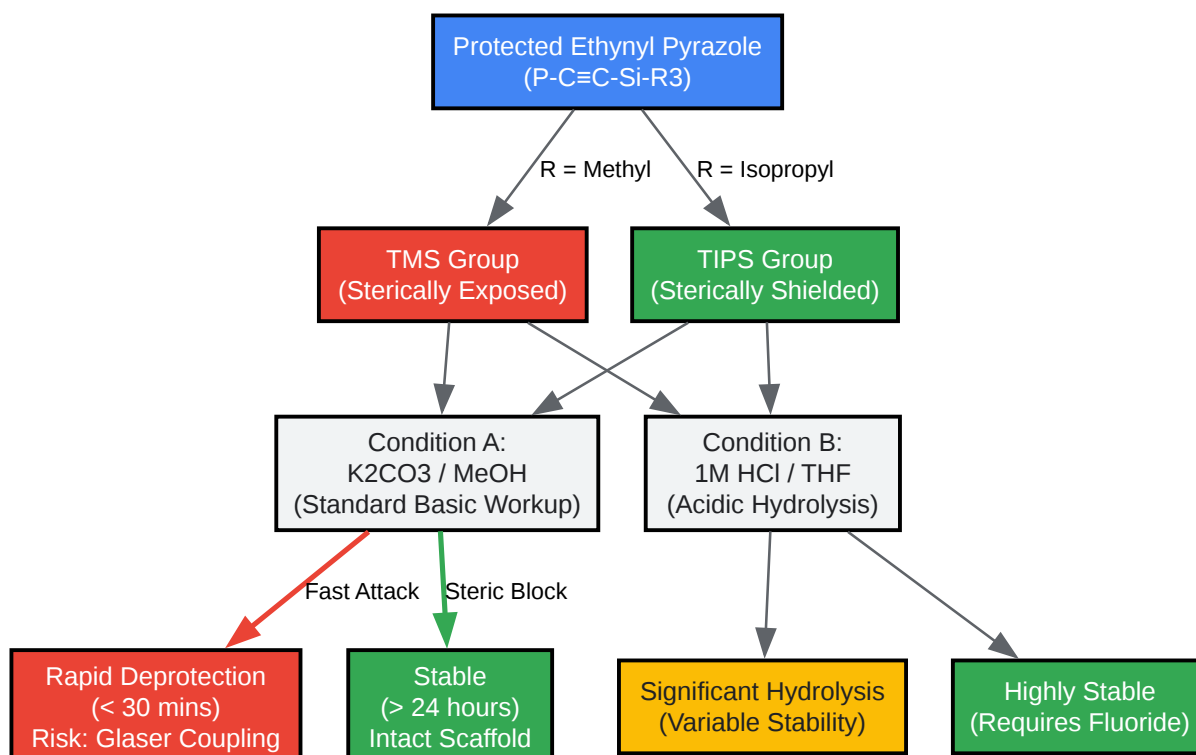 Protected Ethynyl Pyrazole
(P-C≡C-Si-R3)
R = Methyl
R = Isopropyl
TMS Group
(Sterically Exposed)
TIPS Group
(Sterically Shielded)
Condition A:
K2CO3 / MeOH
(Standard Basic Workup)
Condition B:
1M HCl / THF
(Acidic Hydrolysis)
Fast Attack
Steric Block
Rapid Deprotection
(< 30 mins)
Risk: Glaser Coupling
Stable
(> 24 hours)
Intact Scaffold
Significant Hydrolysis
(Variable Stability)
Highly Stable
(Requires Fluoride)